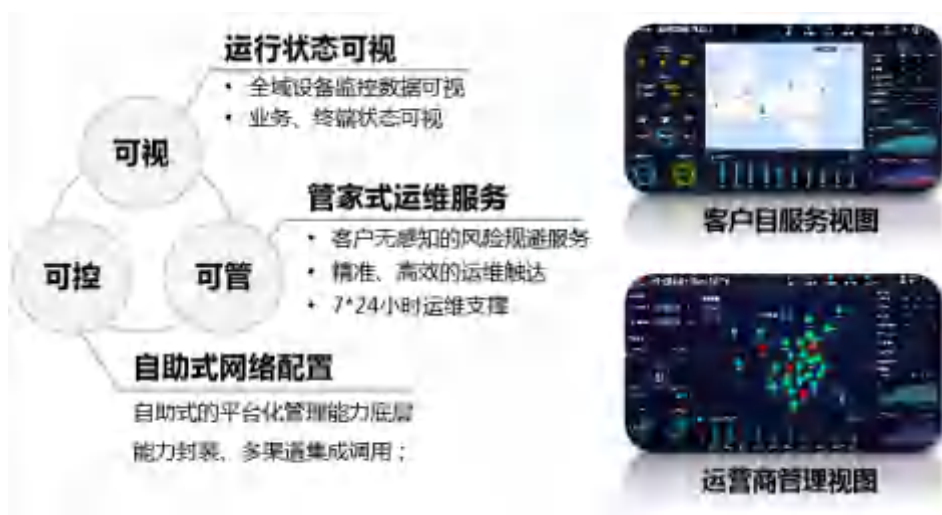 运行状态可视
• 全域设备监控数据可视
• 业务、终端状态可视
可视
管家式运维服务
• 客户无感知的风险规避服务
• 精准、高效的运维触达
• 7*24小时运维支撑
可控
可管
自助式网络配置
自助式的平台化管理能力底层
能力封装、多渠道集成调用；
客户自服务视图
运营商管理视图